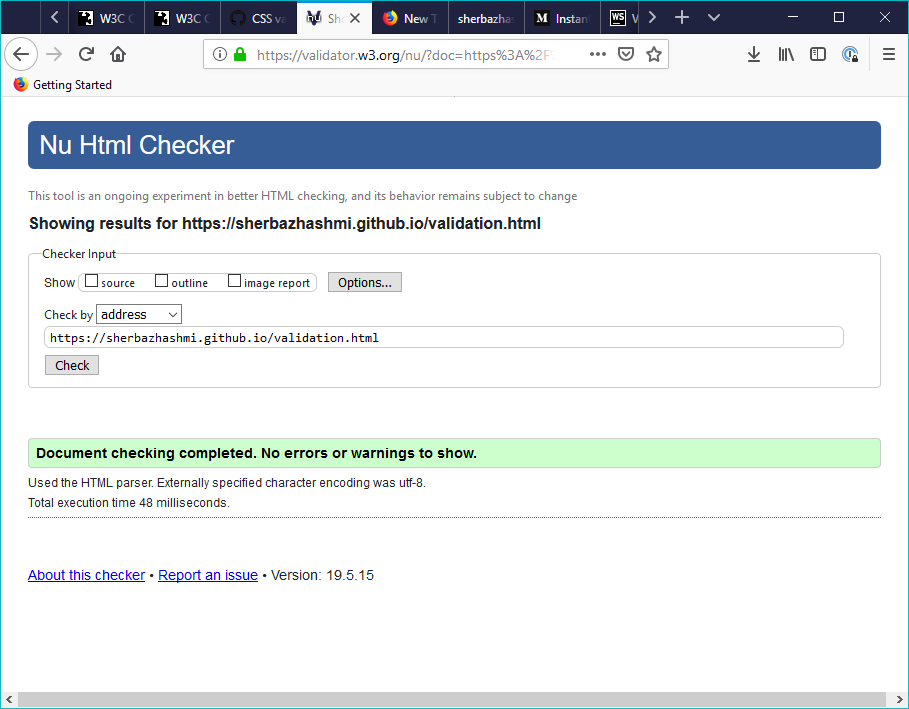 W3C
W3C
CSS va
Sh
New T
sherbazhas
Instan
WS
https://validator.w3.org/nu/?doc=https%3A%2F
Getting Started
Nu Html Checker
This tool is an ongoing experiment in better HTML checking, and its behavior remains subject to change
Showing results for https://sherbazhashmi.github.io/validation.html
Checker Input
Show source outline image report Options...
Check by address
https://sherbazhashmi.github.io/validation.html
Check
Document checking completed. No errors or warnings to show.
Used the HTML parser. Externally specified character encoding was utf-8.
Total execution time 48 milliseconds.
About this checker • Report an issue • Version: 19.5.15